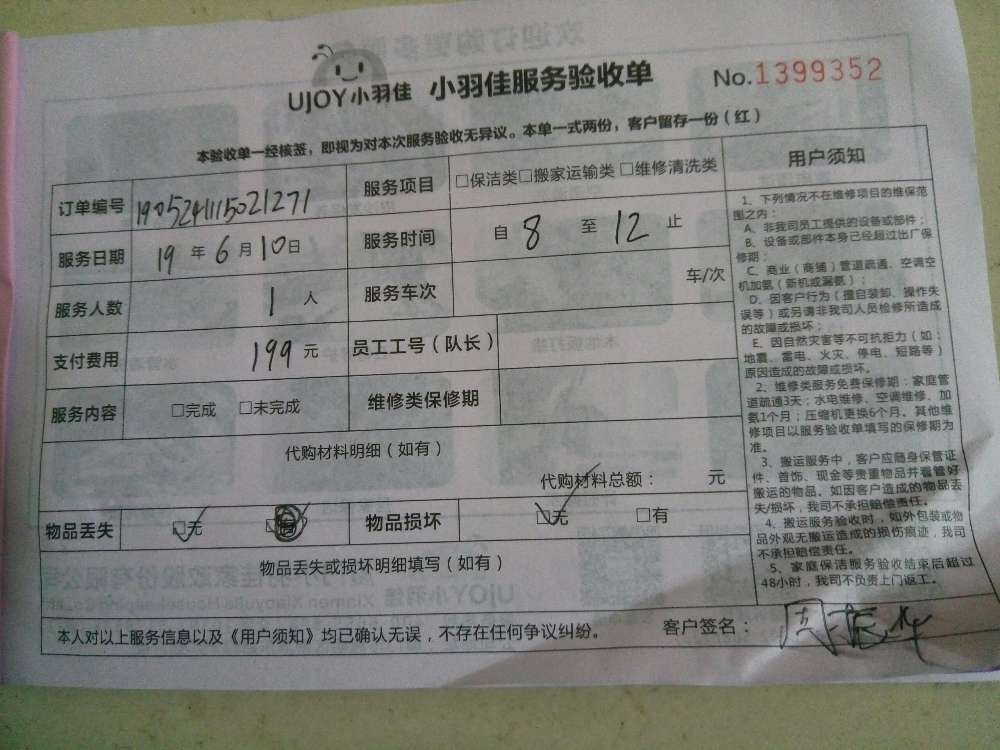 UJOY小羽佳 小羽佳服务验收单 No.1399352
本验收单一经核签，即视为对本次服务验收无异议。本单一式两份，客户留存一份（红）
订单编号 1905241115021271 服务项目 □保洁类□搬家运输类 □维修清洗类
服务日期 19 年 6 月 10 日 服务时间 自 8 至 12 止
服务人数 1 人 服务车次 车/次
支付费用 199 元 员工工号（队长）
服务内容 □完成 □未完成 维修类保修期
代购材料明细（如有）
代购材料总额： 元
物品丢失 ☑无 □有 物品损坏 ☑无 □有
物品丢失或损坏明细填写（如有）
用户须知
1、下列情况不在维修项目的维保范
围之内：
A、非我司员工提供的设备或部件；
B、设备或部件本身已经超过出厂保
修期；
C、商业（商铺）管道疏通、空调空
机加氨（新机或漏氨）；
D、因客户行为（擅自装卸、操作失
误等）或另请非我司人员检修所造成
的故障或损坏；
E、因自然灾害等不可抗拒力（如：
地震、雷电、火灾、停电、短路等）
原因造成的故障或损坏。
2、维修类服务免费保修期：家庭管
道疏通3天；水电维修、空调维修、加
氨1个月；压缩机更换6个月。其他维
修项目以服务验收单填写的保修期为
准。
3、搬运服务中，客户应随身保管证
件、首饰、现金等贵重物品并看管好
搬运的物品。如因客户造成的物品丢
失/损坏，我司不承担赔偿责任。
4、搬运服务验收时，如外包装或物
品外观无搬运造成的损伤痕迹，我司
不承担赔偿责任。
5、家庭保洁服务验收结束后超过
48小时，我司不负责上门返工。
本人对以上服务信息以及《用户须知》均已确认无误，不存在任何争议纠纷。 客户签名：